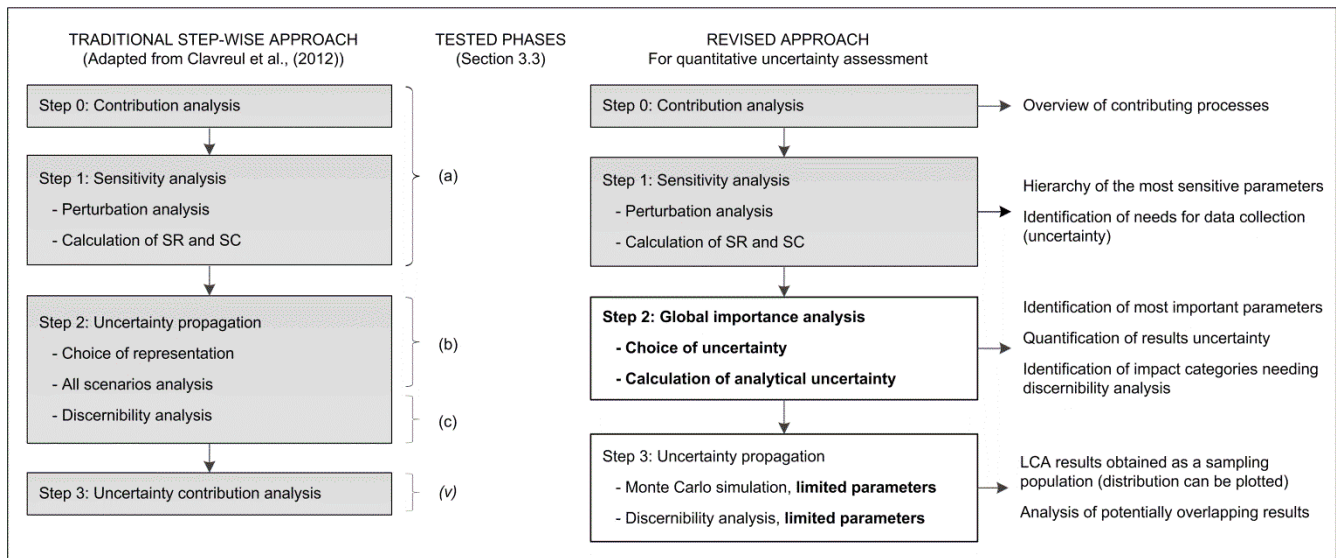 TRADITIONAL STEP-WISE APPROACH
(Adapted from Clavreul et al., (2012))
Step 0: Contribution analysis
Step 1: Sensitivity analysis
- Perturbation analysis
- Calculation of SR and SC
Step 2: Uncertainty propagation
- Choice of representation
- All scenarios analysis
- Discernibility analysis
Step 3: Uncertainty contribution analysis
TESTED PHASES
(Section 3.3)
(a)
(b)
(c)
(v)
REVISED APPROACH
For quantitative uncertainty assessment
Step 0: Contribution analysis
Step 1: Sensitivity analysis
- Perturbation analysis
- Calculation of SR and SC
Step 2: Global importance analysis
- Choice of uncertainty
- Calculation of analytical uncertainty
Step 3: Uncertainty propagation
- Monte Carlo simulation, limited parameters
- Discernibility analysis, limited parameters
Overview of contributing processes
Hierarchy of the most sensitive parameters
Identification of needs for data collection
(uncertainty)
Identification of most important parameters
Quantification of results uncertainty
Identification of impact categories needing
discernibility analysis
LCA results obtained as a sampling
population (distribution can be plotted)
Analysis of potentially overlapping results